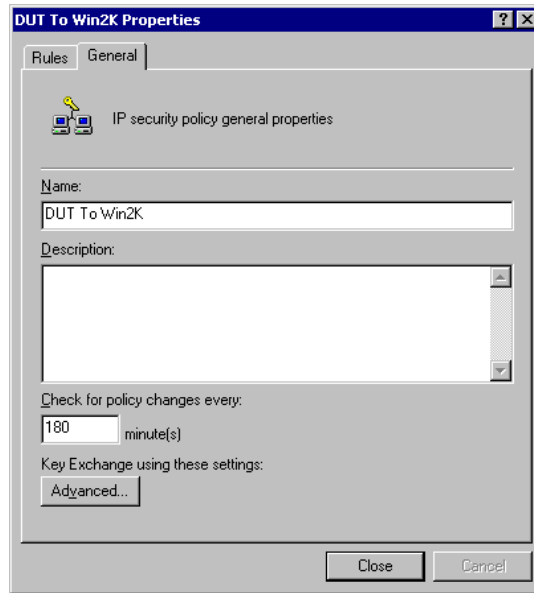 DUT To Win2K Properties
Rules General
IP security policy general properties
Name:
DUT To Win2K
Description:
Check for policy changes every:
180 minute(s)
Key Exchange using these settings:
Advanced...
Close Cancel